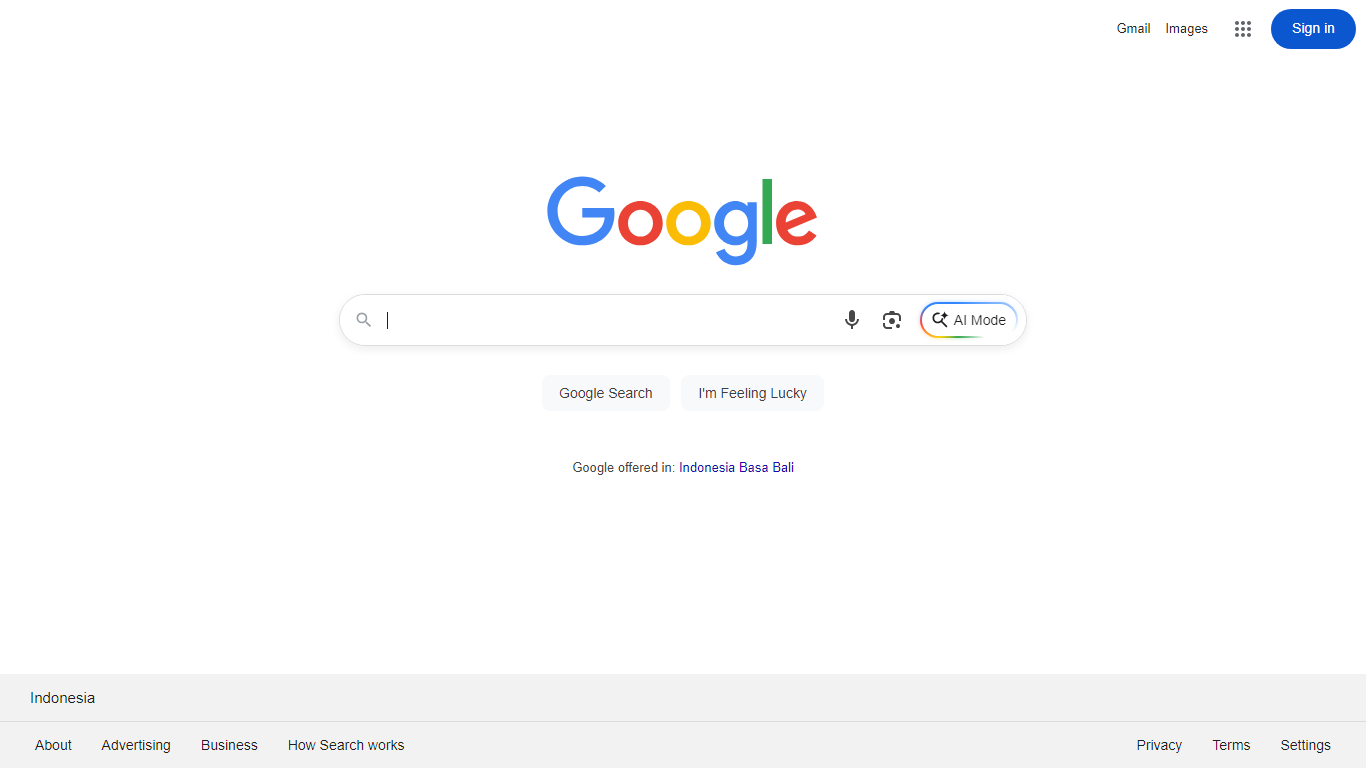 Gmail Images Sign in
Google
AI Mode
Google Search I'm Feeling Lucky
Google offered in: Indonesia Basa Bali
Indonesia
About Advertising Business How Search works Privacy Terms Settings